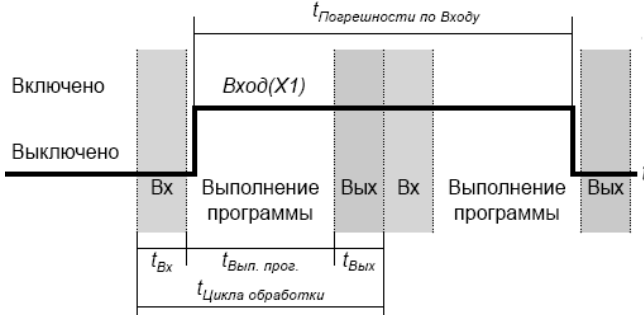 tПогрешности по Входу
Включено
Вход(X1)
Выключено
Вх
Выполнение программы
Вых
Вх
Выполнение программы
Вых
t
tВх
tВып. прог.
tВых
tЦикла обработки